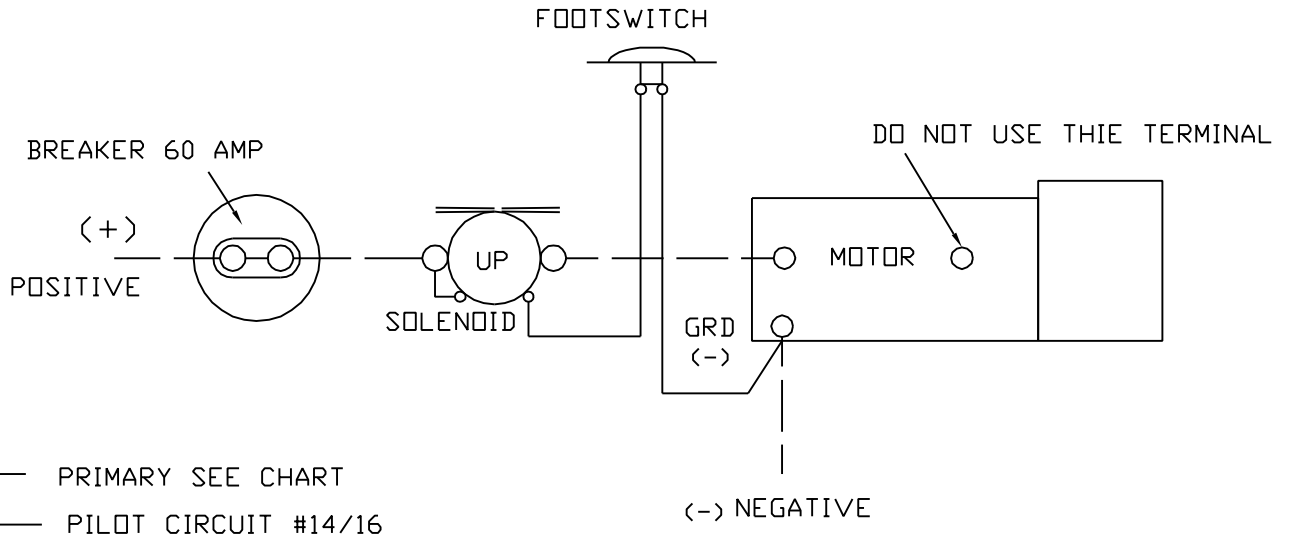 FOOTSWITCH
DO NOT USE THIE TERMINAL
BREAKER 60 AMP
(+)
POSITIVE
UP
MOTOR
SOLENOID
GRD
(-)
PRIMARY SEE CHART
(-) NEGATIVE
PILOT CIRCUIT #14/16